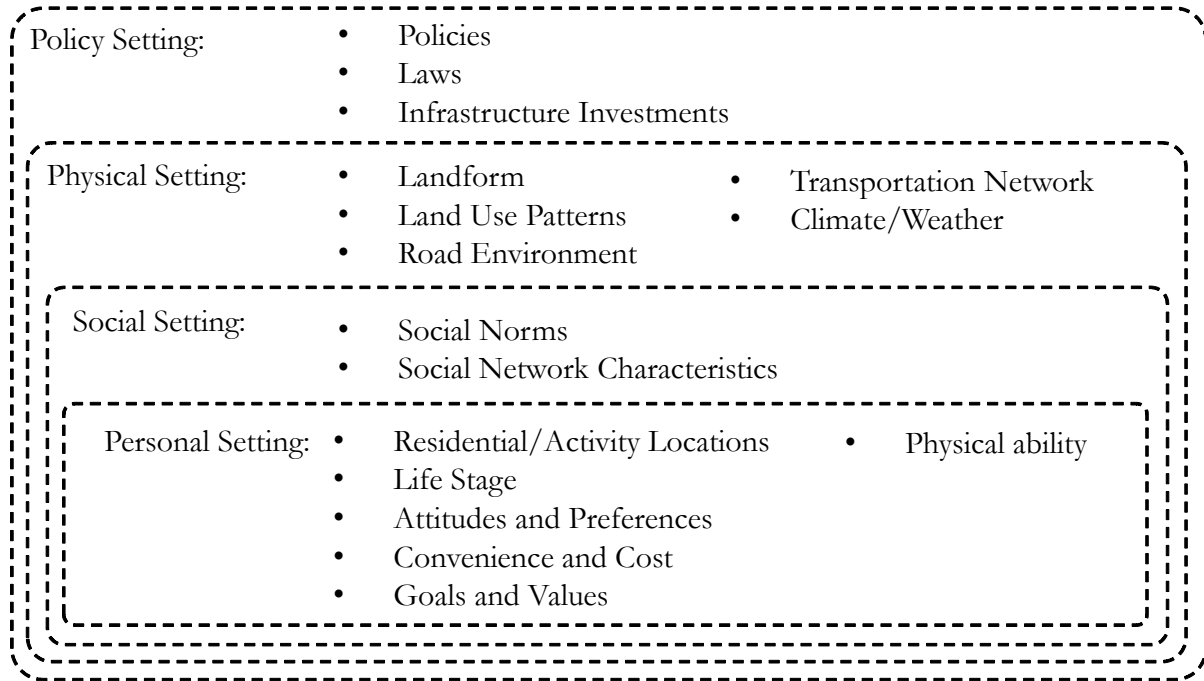 Policy Setting:
• Policies
• Laws
• Infrastructure Investments
Physical Setting:
• Landform
• Land Use Patterns
• Road Environment
• Transportation Network
• Climate/Weather
Social Setting:
• Social Norms
• Social Network Characteristics
Personal Setting:
• Residential/Activity Locations
• Life Stage
• Attitudes and Preferences
• Convenience and Cost
• Goals and Values
• Physical ability